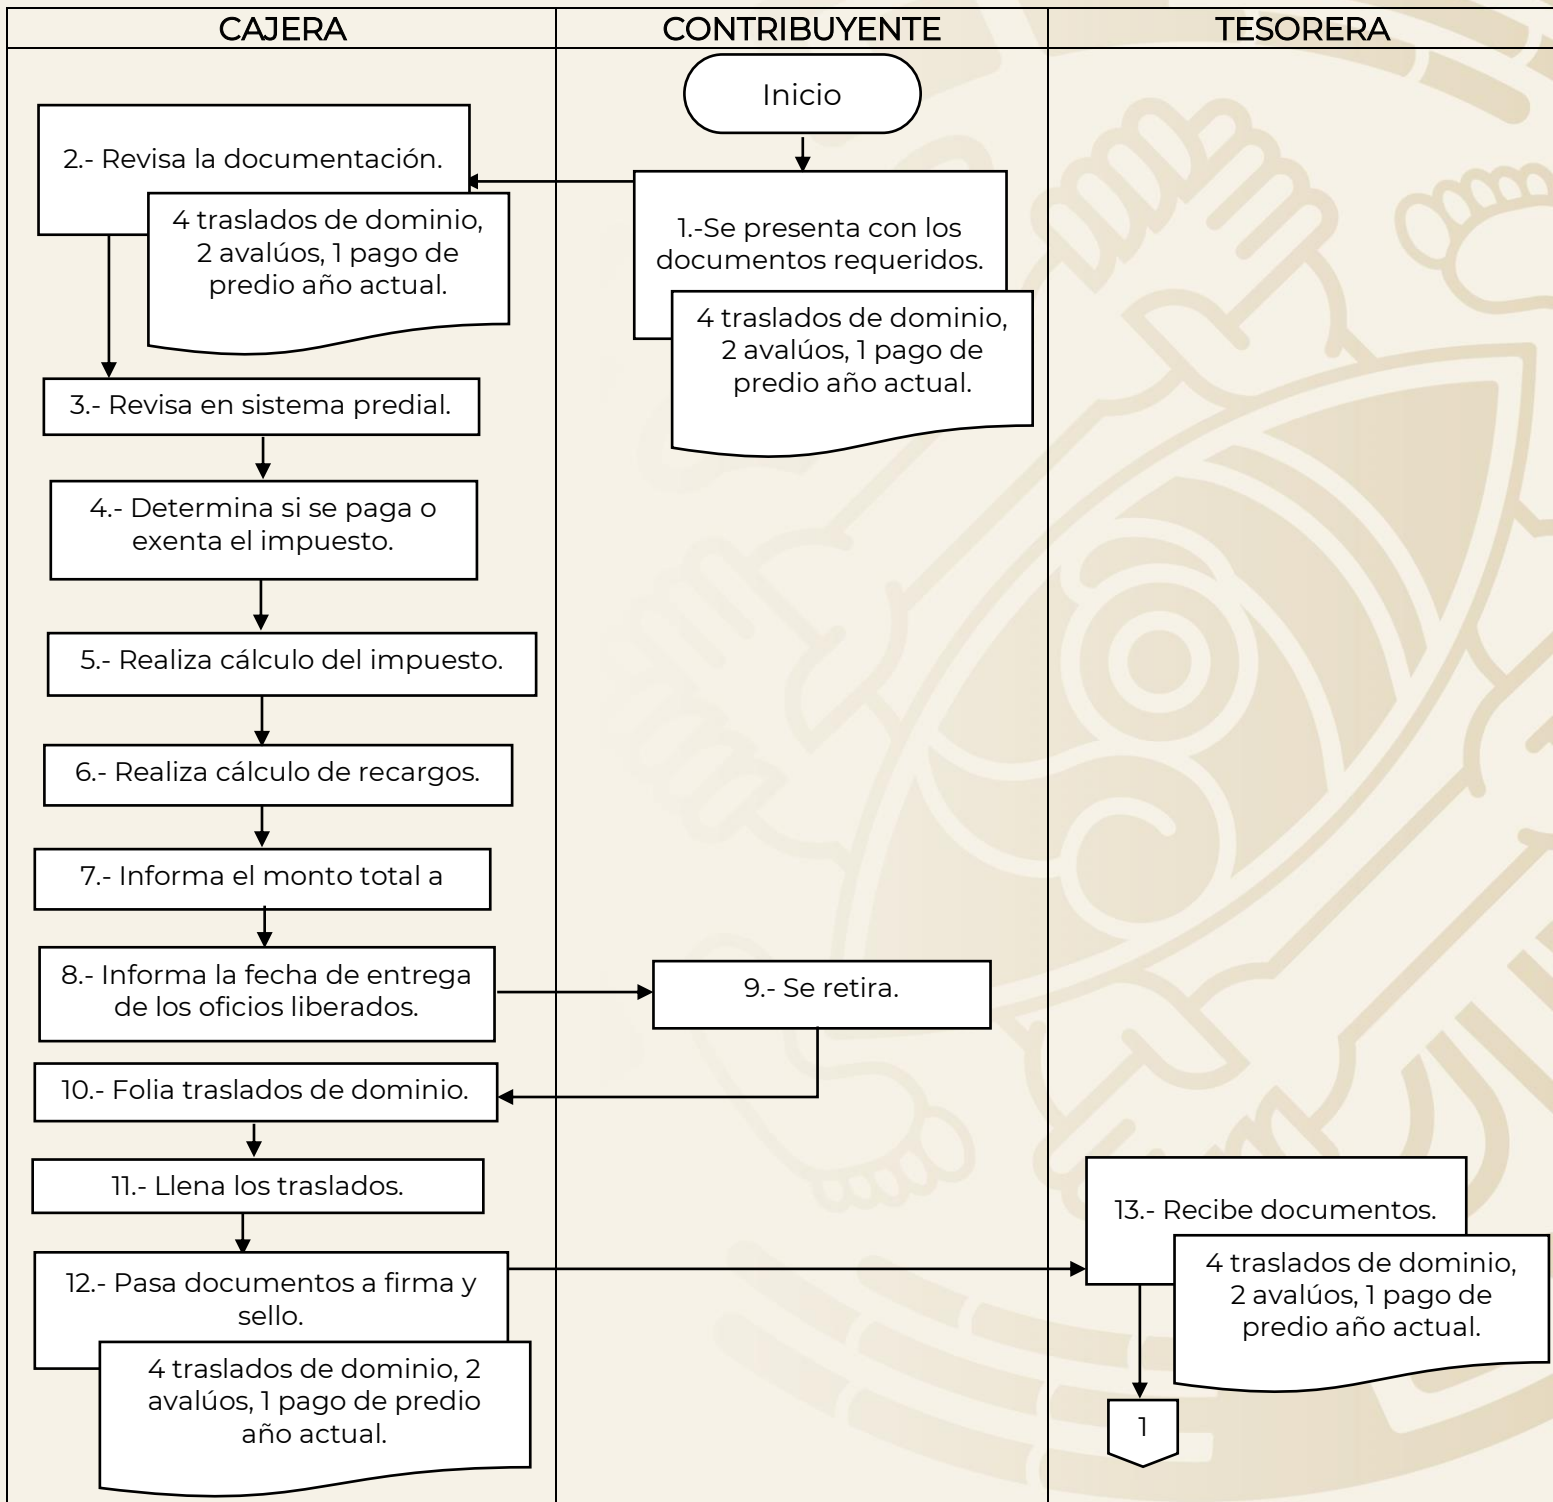 CAJERA
CONTRIBUYENTE
TESORERA
Inicio
1.-Se presenta con los
documentos requeridos.
4 traslados de dominio,
2 avalúos, 1 pago de
predio año actual.
2.- Revisa la documentación.
4 traslados de dominio,
2 avalúos, 1 pago de
predio año actual.
3.- Revisa en sistema predial.
4.- Determina si se paga o
exenta el impuesto.
5.- Realiza cálculo del impuesto.
6.- Realiza cálculo de recargos.
7.- Informa el monto total a
8.- Informa la fecha de entrega
de los oficios liberados.
9.- Se retira.
10.- Folia traslados de dominio.
11.- Llena los traslados.
12.- Pasa documentos a firma y
sello.
4 traslados de dominio, 2
avalúos, 1 pago de predio
año actual.
13.- Recibe documentos.
4 traslados de dominio,
2 avalúos, 1 pago de
predio año actual.
1